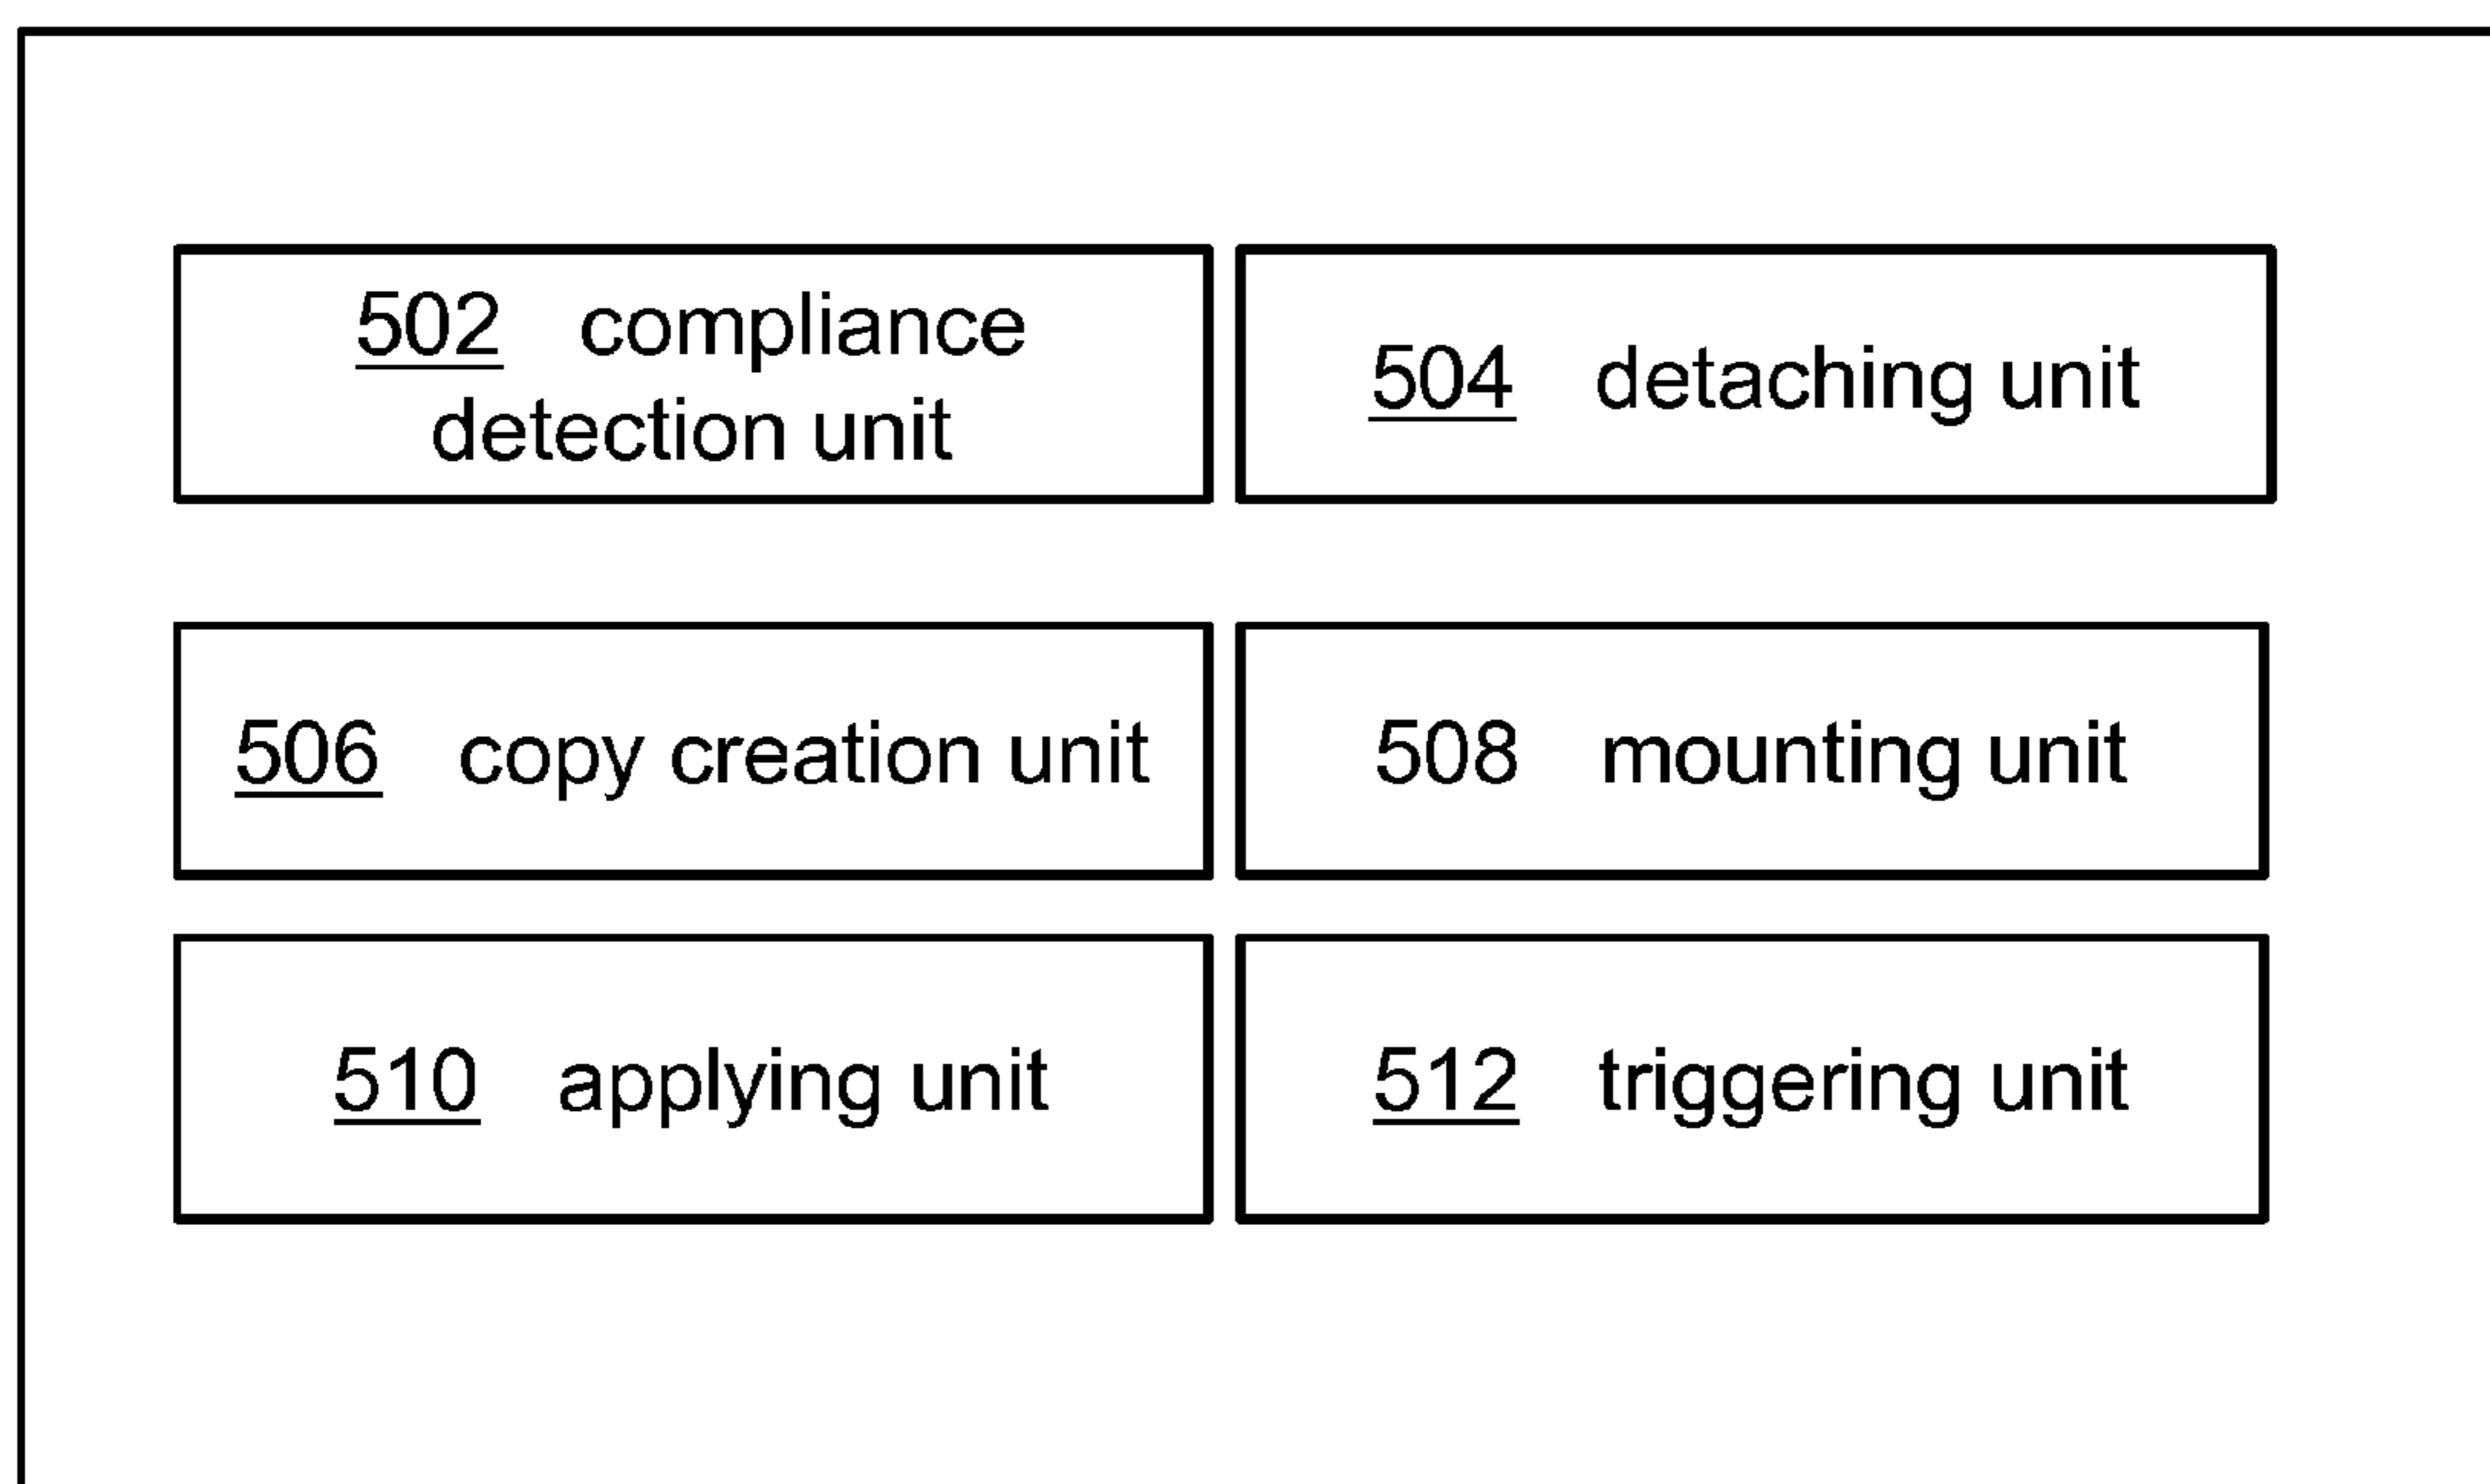 502 compliance
detection unit
504 detaching unit
506 copy creation unit
508 mounting unit
510 applying unit
512 triggering unit